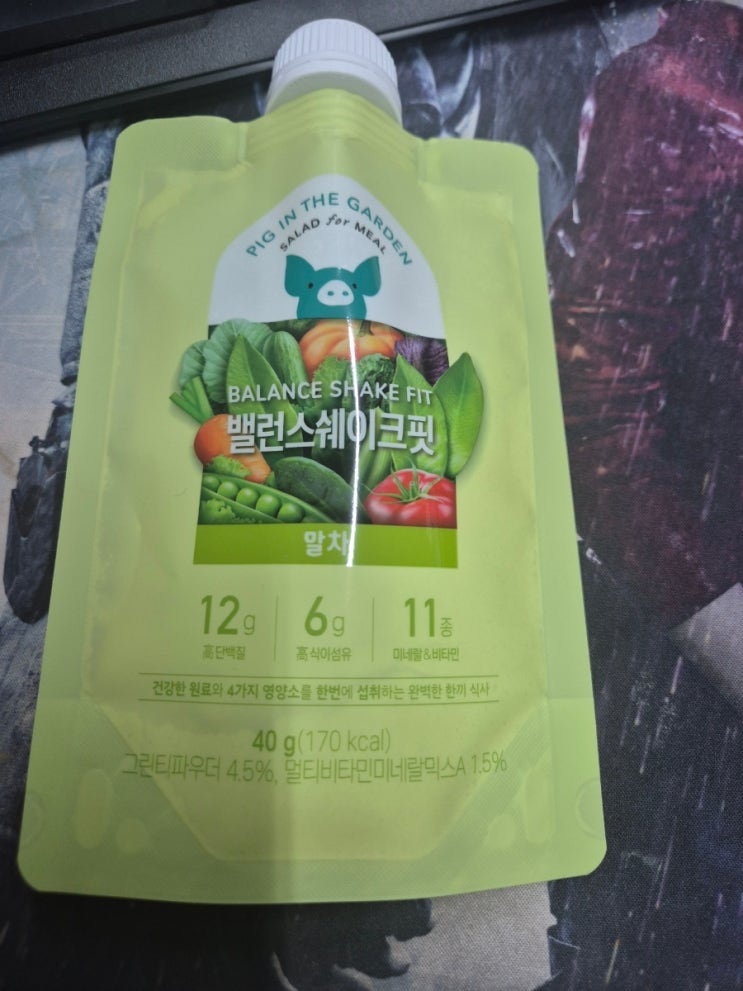 PIG IN THE GARDEN
SALAD for MEAL
BALANCE SHAKE FIT
밸런스쉐이크핏
말차
12g 6g 11종
高단백질 高식이섬유 미네랄&비타민
건강한 원료와 4가지 영양소를 한번에 섭취하는 완벽한 한끼 식사
40 g(170 kcal)
그린티파우더 4.5%, 멀티비타민미네랄믹스A 1.5%